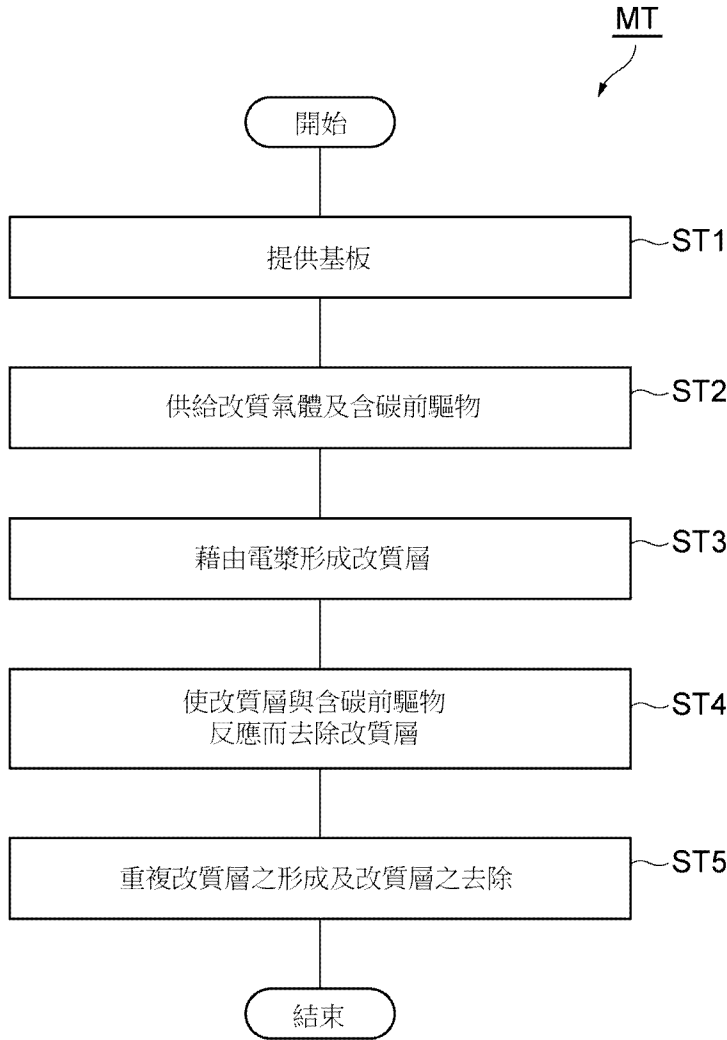 MT
開始
提供基板
ST1
供給改質氣體及含碳前驅物
ST2
藉由電漿形成改質層
ST3
使改質層與含碳前驅物
反應而去除改質層
ST4
重複改質層之形成及改質層之去除
ST5
結束